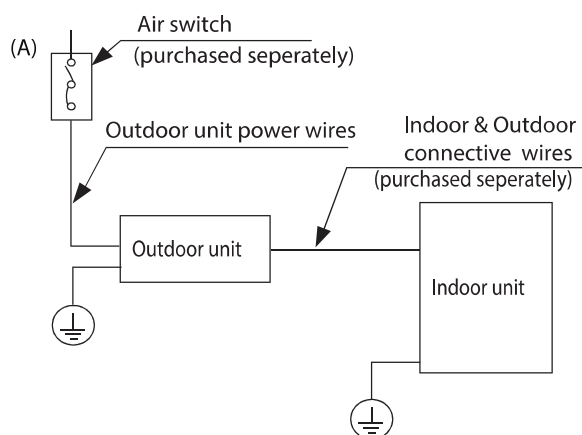 (A)
Air switch
(purchased seperately)
Outdoor unit power wires
Indoor & Outdoor
connective wires
(purchased seperately)
Outdoor unit
Indoor unit